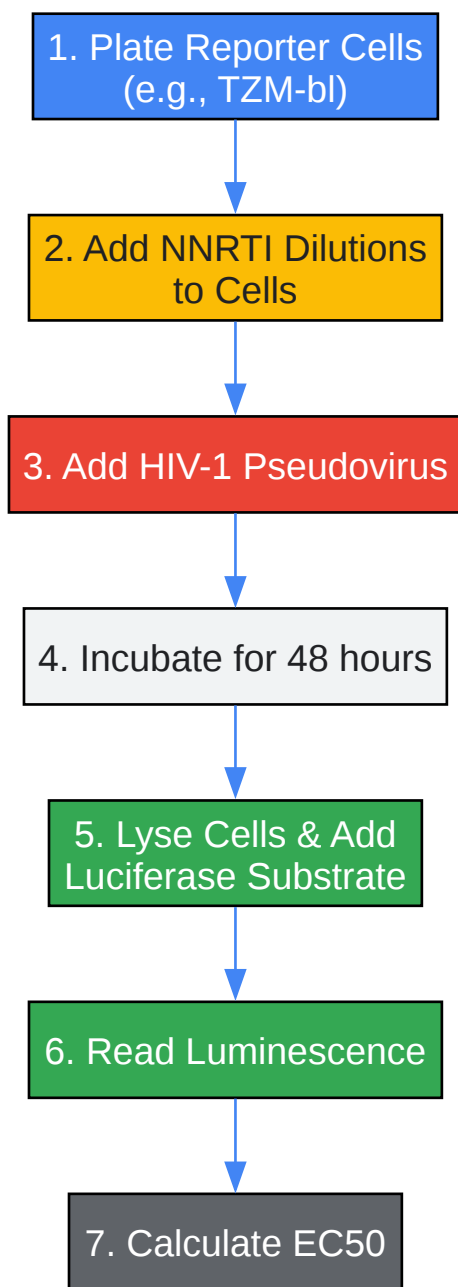 1. Plate Reporter Cells
(e.g., TZM-bl)
2. Add NNRTI Dilutions
to Cells
3. Add HIV-1 Pseudovirus
4. Incubate for 48 hours
5. Lyse Cells & Add
Luciferase Substrate
6. Read Luminescence
7. Calculate EC50